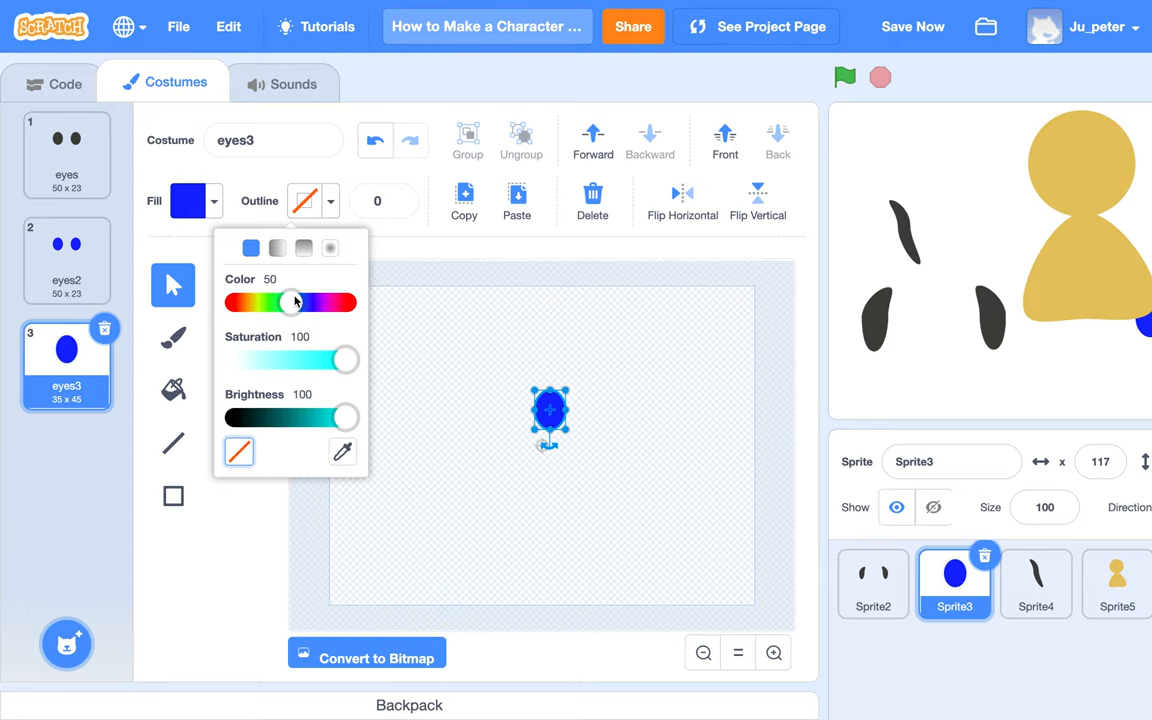 SCRATCH
File
Edit
Tutorials
How to Make a Character ...
Share
See Project Page
Save Now
Ju_peter
Code
Costumes
Sounds
1
eyes
50 x 23
2
eyes2
50 x 23
3
eyes3
35 x 45
Costume
eyes3
Group
Ungroup
Forward
Backward
Front
Back
Fill
Outline
0
Copy
Paste
Delete
Flip Horizontal
Flip Vertical
Color 50
Saturation 100
Brightness 100
Convert to Bitmap
Backpack
Sprite
Sprite3
x
117
Show
Size
100
Direction
Sprite2
Sprite3
Sprite4
Sprite5